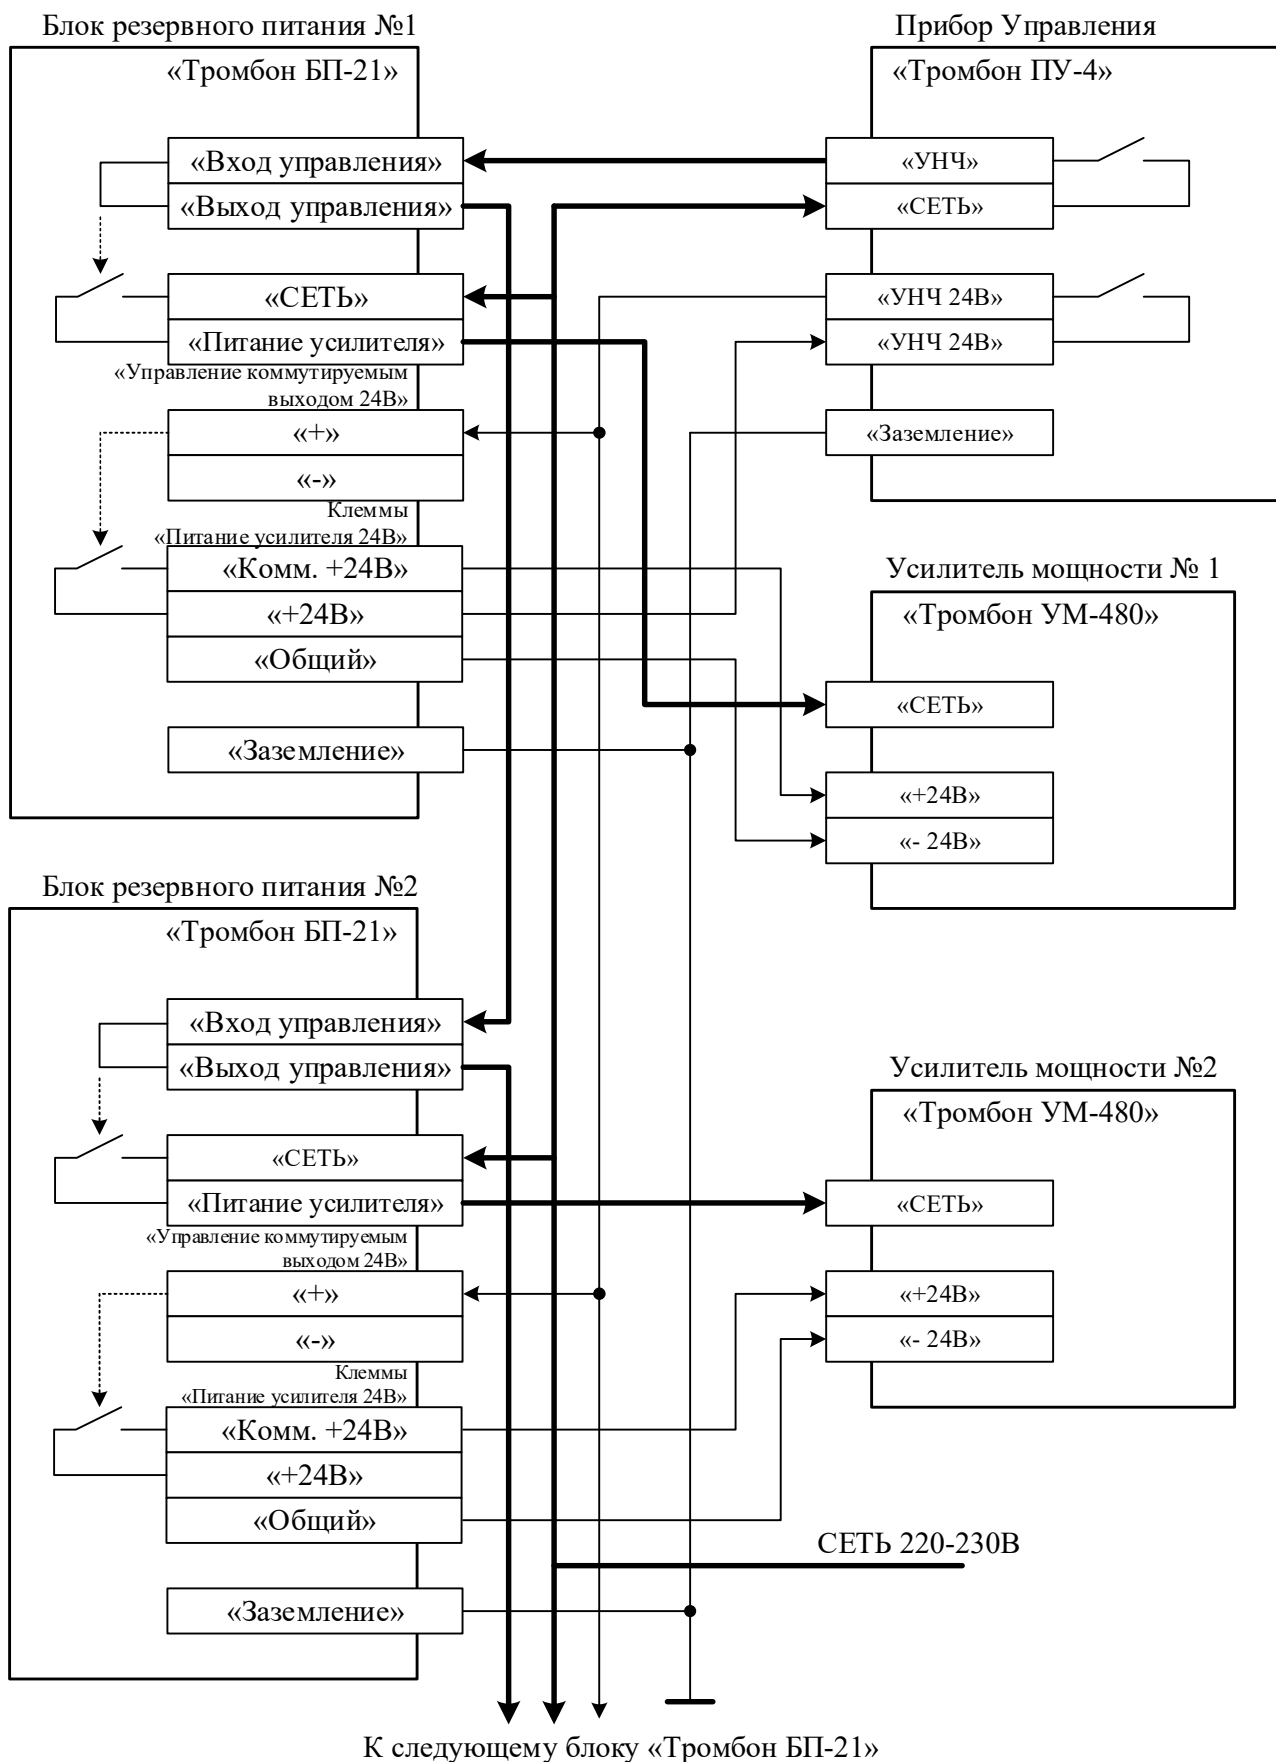 Блок резервного питания №1
«Тромбон БП-21»
«Вход управления»
«Выход управления»
«СЕТЬ»
«Питание усилителя»
«Управление коммутируемым
выходом 24В»
«+»
«-»
Клеммы
«Питание усилителя 24В»
«Комм. +24В»
«+24В»
«Общий»
«Заземление»
Прибор Управления
«Тромбон ПУ-4»
«УНЧ»
«СЕТЬ»
«УНЧ 24В»
«УНЧ 24В»
«Заземление»
Усилитель мощности № 1
«Тромбон УМ-480»
«СЕТЬ»
«+24В»
«- 24В»
Блок резервного питания №2
«Тромбон БП-21»
«Вход управления»
«Выход управления»
«СЕТЬ»
«Питание усилителя»
«Управление коммутируемым
выходом 24В»
«+»
«-»
Клеммы
«Питание усилителя 24В»
«Комм. +24В»
«+24В»
«Общий»
«Заземление»
Усилитель мощности №2
«Тромбон УМ-480»
«СЕТЬ»
«+24В»
«- 24В»
СЕТЬ 220-230В
К следующему блоку «Тромбон БП-21»